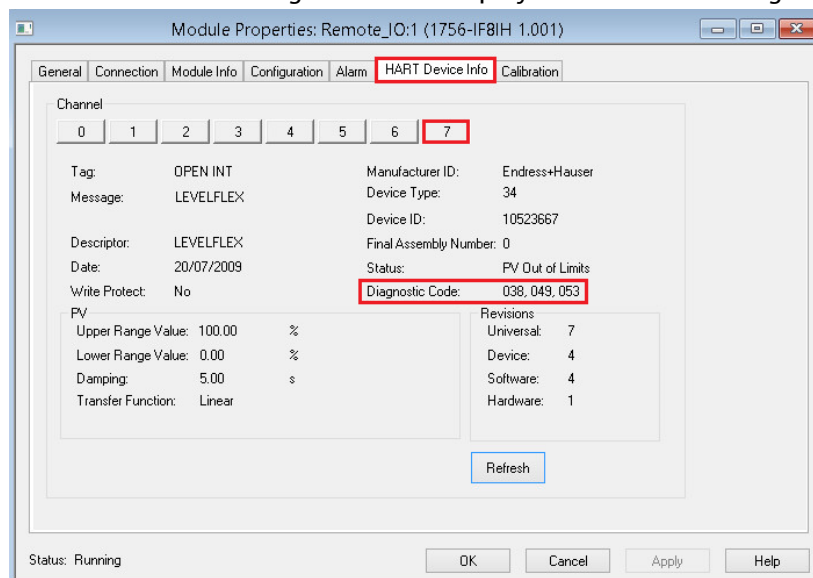 Module Properties: Remote_IO:1 (1756-IF8IH 1.001)
General Connection Module Info Configuration Alarm HART Device Info Calibration
Channel
0 1 2 3 4 5 6 7
Tag: OPEN INT Manufacturer ID: Endress+Hauser
Message: LEVELFLEX Device Type: 34
Device ID: 10523667
Descriptor: LEVELFLEX Final Assembly Number: 0
Date: 20/07/2009 Status: PV Out of Limits
Write Protect: No Diagnostic Code: 038, 049, 053
PV Revisions
Upper Range Value: 100.00 % Universal: 7
Lower Range Value: 0.00 % Device: 4
Damping: 5.00 s Software: 4
Transfer Function: Linear Hardware: 1
Refresh
Status: Running OK Cancel Apply Help